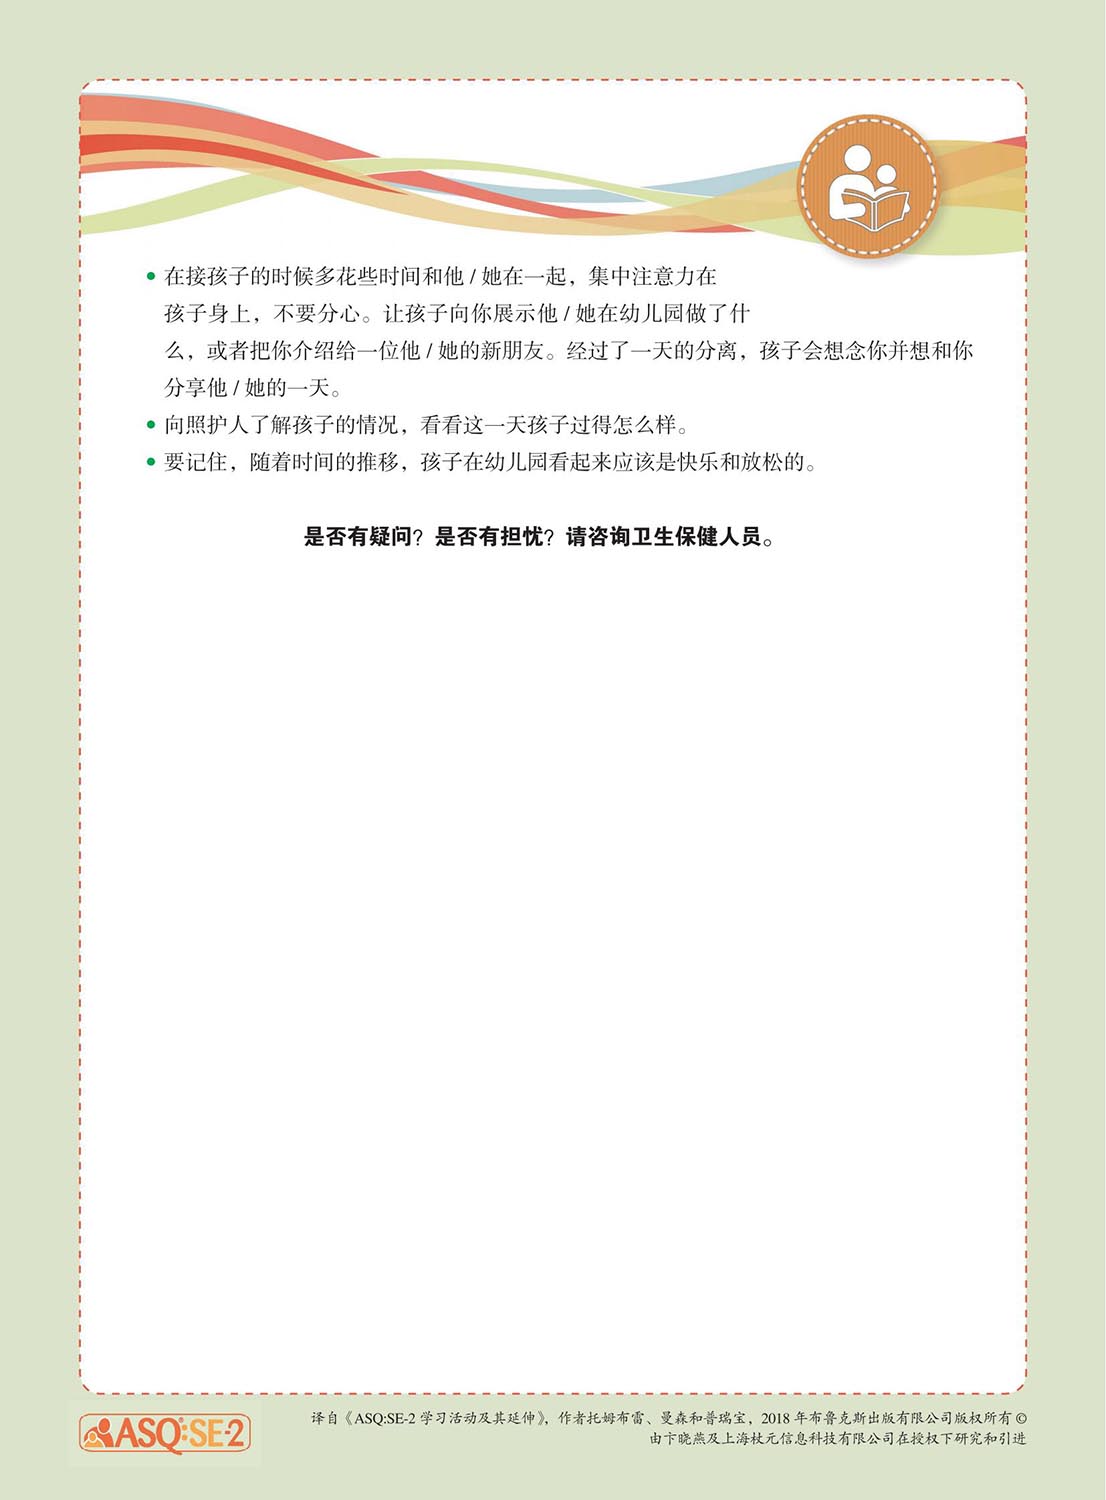 • 在接孩子的时候多花些时间和他 / 她在一起，集中注意力在
孩子身上，不要分心。让孩子向你展示他 / 她在幼儿园做了什
么，或者把你介绍给一位他 / 她的新朋友。经过了一天的分离，孩子会想念你并想和你
分享他 / 她的一天。
• 向照护人了解孩子的情况，看看这一天孩子过得怎么样。
• 要记住，随着时间的推移，孩子在幼儿园看起来应该是快乐和放松的。
是否有疑问？是否有担忧？请咨询卫生保健人员。
ASQ:SE-2
译自《ASQ:SE-2 学习活动及其延伸》，作者托姆布雷、曼森和普瑞宝，2018 年布鲁克斯出版有限公司版权所有 ©
由卞晓燕及上海杖元信息科技有限公司在授权下研究和引进